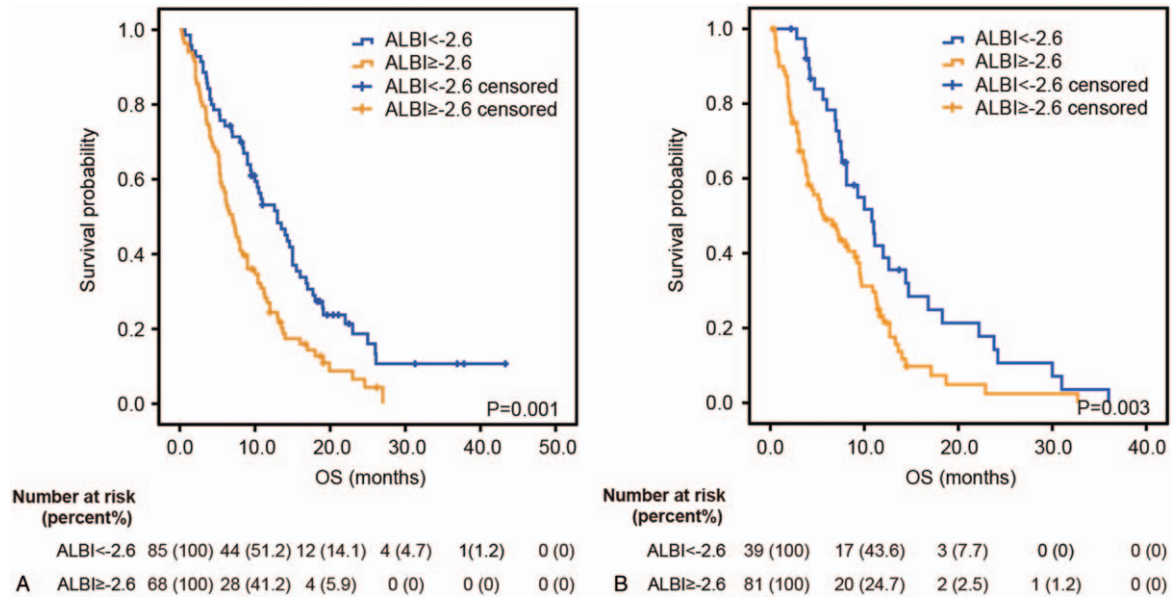 1.0
0.8
0.6
0.4
0.2
0.0
Survival probability
ALBI<-2.6
ALBI≥-2.6
ALBI<-2.6 censored
ALBI≥-2.6 censored
P=0.001
0.0 10.0 20.0 30.0 40.0 50.0
OS (months)
Number at risk
(percent%)
ALBI<-2.6 85 (100) 44 (51.2) 12 (14.1) 4 (4.7) 1(1.2) 0 (0)
A ALBI≥-2.6 68 (100) 28 (41.2) 4 (5.9) 0 (0) 0 (0) 0 (0)
1.0
0.8
0.6
0.4
0.2
0.0
Survival probability
ALBI<-2.6
ALBI≥-2.6
ALBI<-2.6 censored
ALBI≥-2.6 censored
P=0.003
0.0 10.0 20.0 30.0 40.0
OS (months)
Number at risk
(percent%)
ALBI<-2.6 39 (100) 17 (43.6) 3 (7.7) 0 (0) 0 (0)
B ALBI≥-2.6 81 (100) 20 (24.7) 2 (2.5) 1 (1.2) 0 (0)